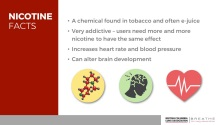 NICOTINE
FACTS
• A chemical found in tobacco and often e-juice
• Very addictive - users need more and more
nicotine to have the same effect
• Increases heart rate and blood pressure
• Can alter brain development
BREATHE